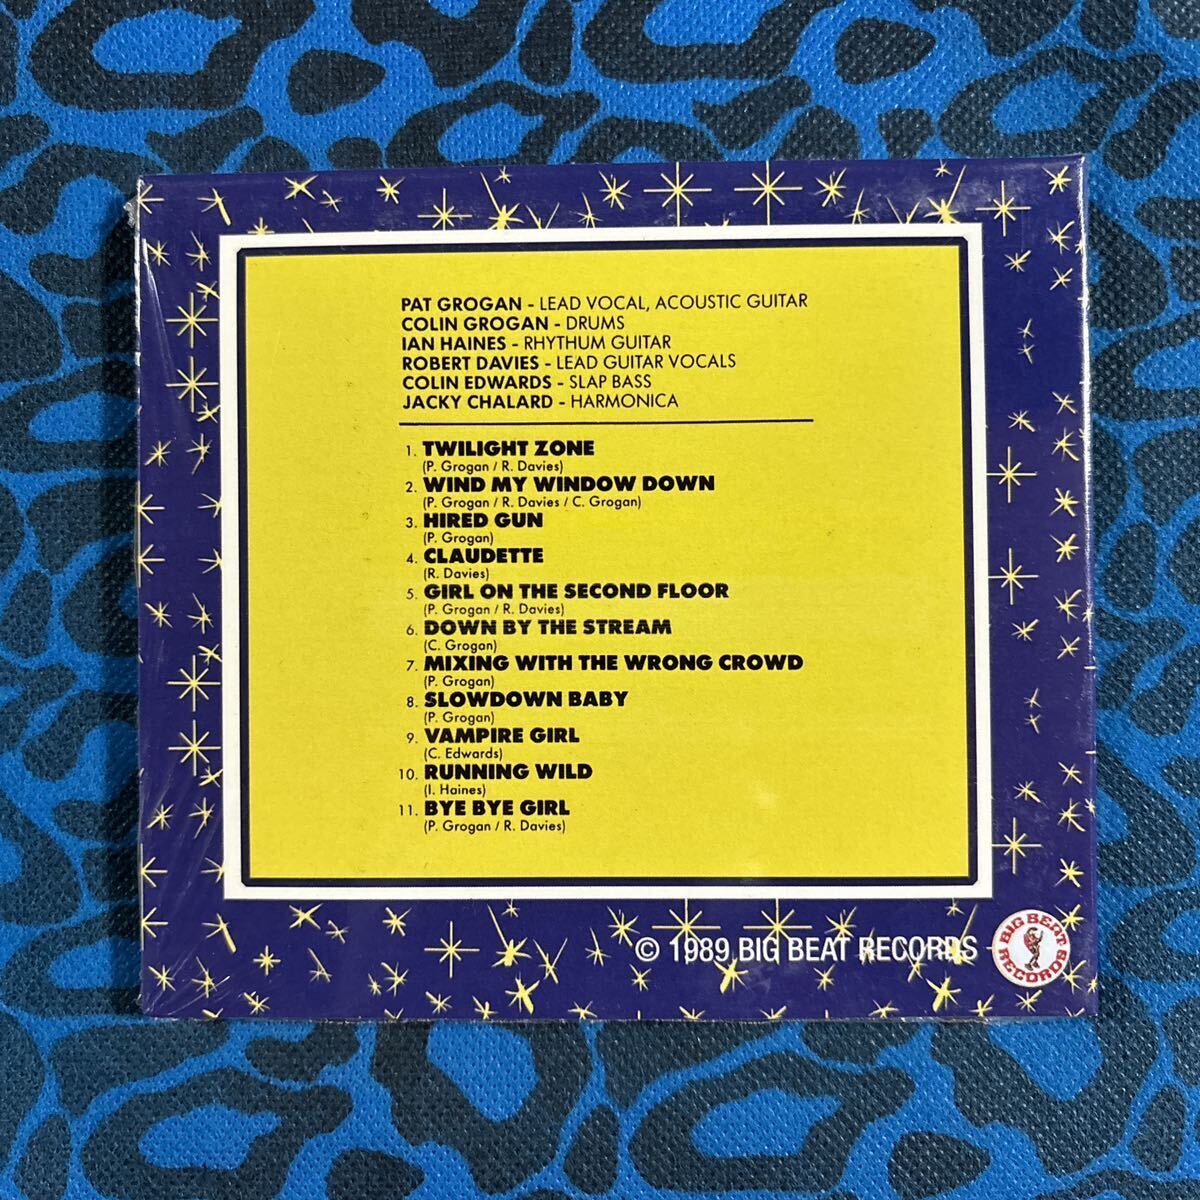 PAT GROGAN - LEAD VOCAL, ACOUSTIC GUITAR
COLIN GROGAN - DRUMS
IAN HAINES - RHYTHUM GUITAR
ROBERT DAVIES - LEAD GUITAR VOCALS
COLIN EDWARDS - SLAP BASS
JACKY CHALARD - HARMONICA
1. TWILIGHT ZONE
(P. Grogan / R. Davies)
2. WIND MY WINDOW DOWN
(P. Grogan / R. Davies / C. Grogan)
3. HIRED GUN
(P. Grogan)
4. CLAUDETTE
(R. Davies)
5. GIRL ON THE SECOND FLOOR
(P. Grogan / R. Davies)
6. DOWN BY THE STREAM
(C. Grogan)
7. MIXING WITH THE WRONG CROWD
(P. Grogan)
8. SLOWDOWN BABY
(P. Grogan)
9. VAMPIRE GIRL
(C. Edwards)
10. RUNNING WILD
(I. Haines)
11. BYE BYE GIRL
(P. Grogan / R. Davies)
© 1989 BIG BEAT RECORDS
BIG BEAT
RECORDS